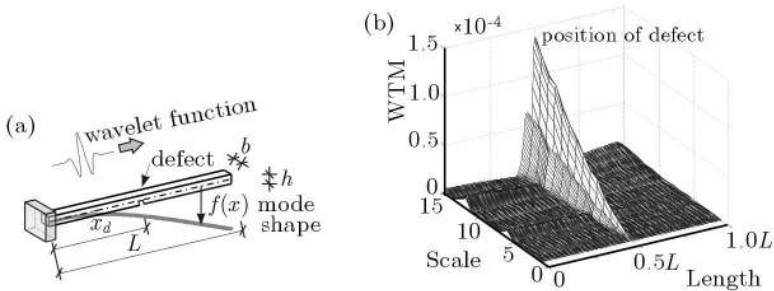 (a)
wavelet function
defect
b
h
x_d
f(x) mode
shape
L
(b)
×10⁻⁴
1.5
1.0
0.5
0
WTM
position of defect
15
10
5
0
Scale
0
0.5L
1.0L
Length